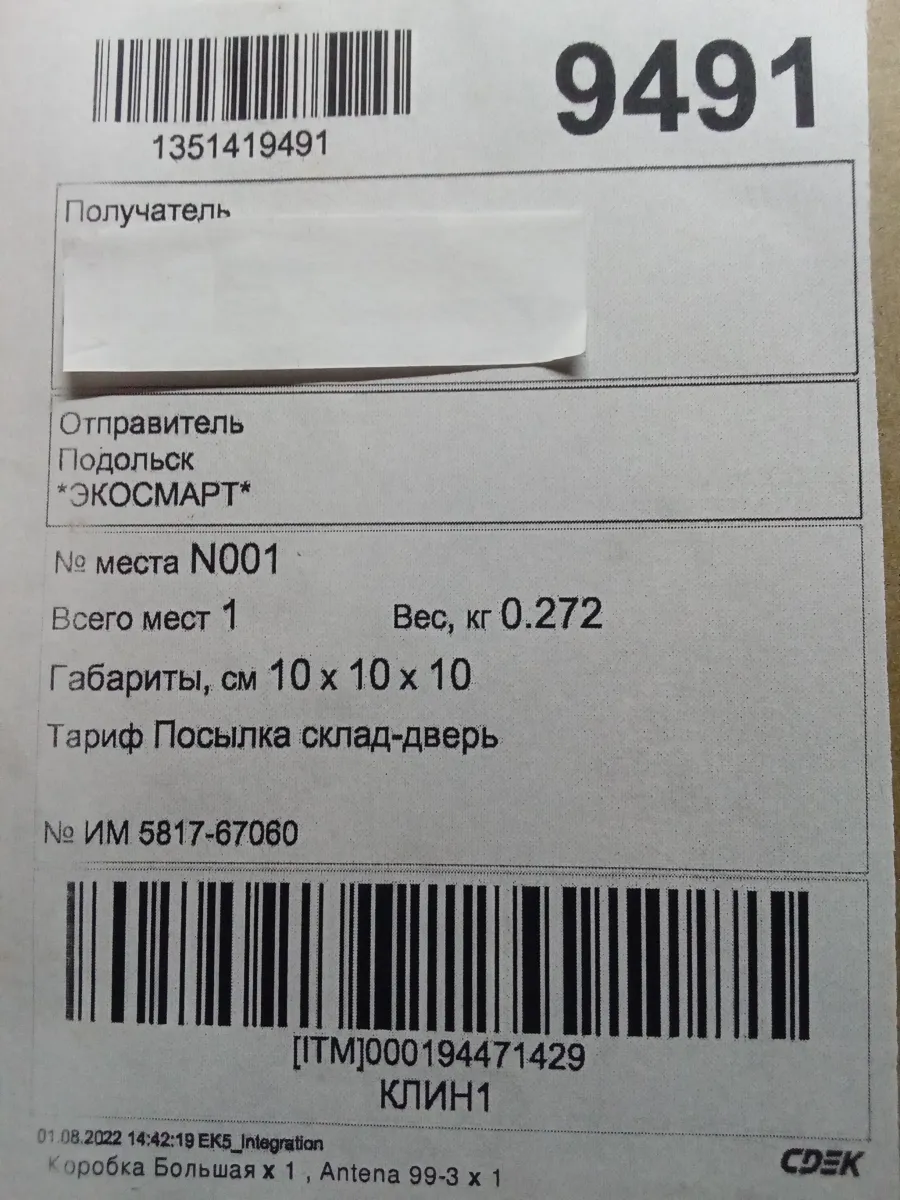 9491
1351419491
Получатель
Отправитель
Подольск
*ЭКОСМАРТ*
№ места N001
Всего мест 1 Вес, кг 0.272
Габариты, см 10 x 10 x 10
Тариф Посылка склад-дверь
№ ИМ 5817-67060
[ITM]000194471429
КЛИН1
01.08.2022 14:42:19 EK5_Integration
Коробка Большая x 1 , Antena 99-3 x 1
CDEK